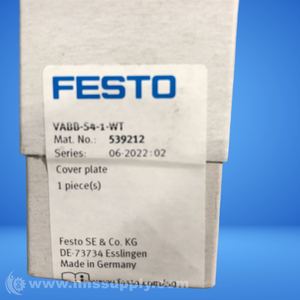 FESTO
VABB-S4-1-WT
Mat. No.: 539212
Series: 06-2022:02
Cover plate
1 piece(s)
Festo SE & Co. KG
DE-73734 Esslingen
Made in Germany
www.imssupply.com